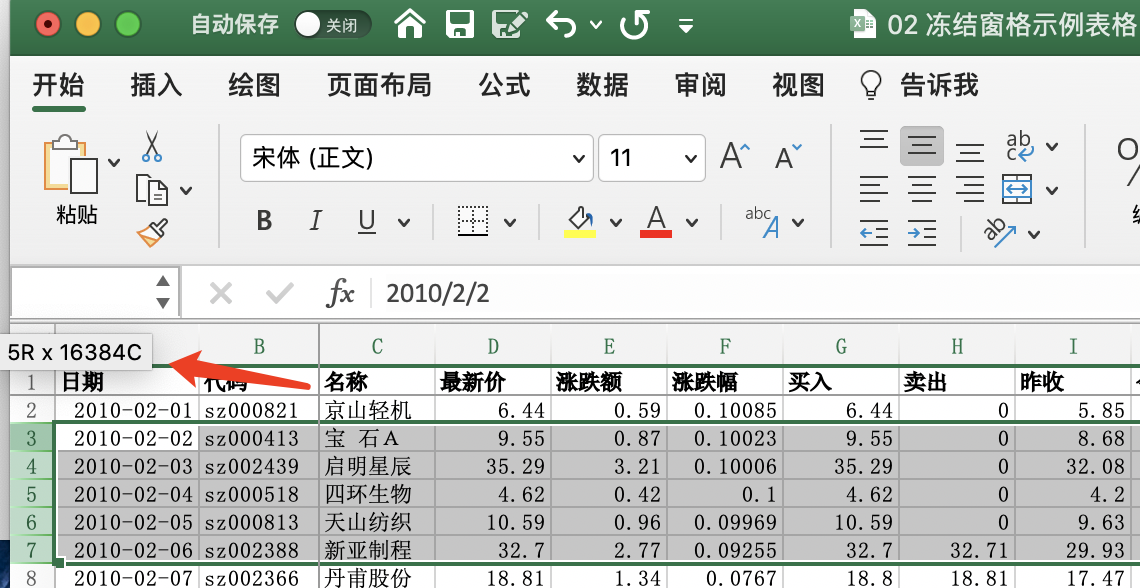 自动保存 关闭 02 冻结窗格示例表格
开始 插入 绘图 页面布局 公式 数据 审阅 视图 告诉我
粘贴 宋体 (正文) 11 A A ab c
B I U A abc A ab
fx 2010/2/2
5R x 16384C
B C D E F G H I
1 日期 代码 名称 最新价 涨跌额 涨跌幅 买入 卖出 昨收
2 2010-02-01 sz000821 京山轻机 6.44 0.59 0.10085 6.44 0 5.85
3 2010-02-02 sz000413 宝 石A 9.55 0.87 0.10023 9.55 0 8.68
4 2010-02-03 sz002439 启明星辰 35.29 3.21 0.10006 35.29 0 32.08
5 2010-02-04 sz000518 四环生物 4.62 0.42 0.1 4.62 0 4.2
6 2010-02-05 sz000813 天山纺织 10.59 0.96 0.09969 10.59 0 9.63
7 2010-02-06 sz002388 新亚制程 32.7 2.77 0.09255 32.7 32.71 29.93
8 2010-02-07 sz002366 丹甫股份 18.81 1.34 0.0767 18.8 18.81 17.47